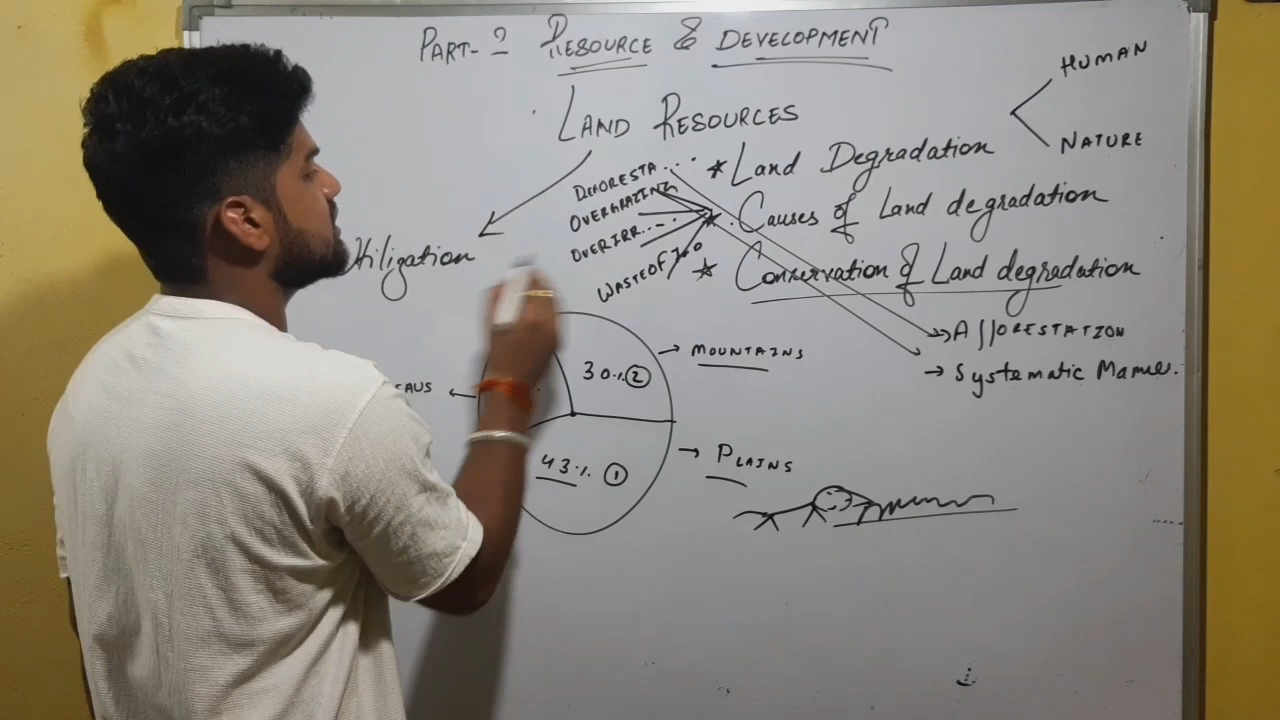 PART- 2 RESOURCE & DEVELOPMENT
LAND RESOURCES
HUMAN
NATURE
* Land Degradation
* . Causes of Land degradation
* Conservation of Land degradation
DEFORESTA...
OVERGRAZING
OVERIRR...
WASTE OF
Utilization
30% ②
→ MOUNTAINS
43% ①
→ PLAINS
→ AFFORESTATION
→ Systematic